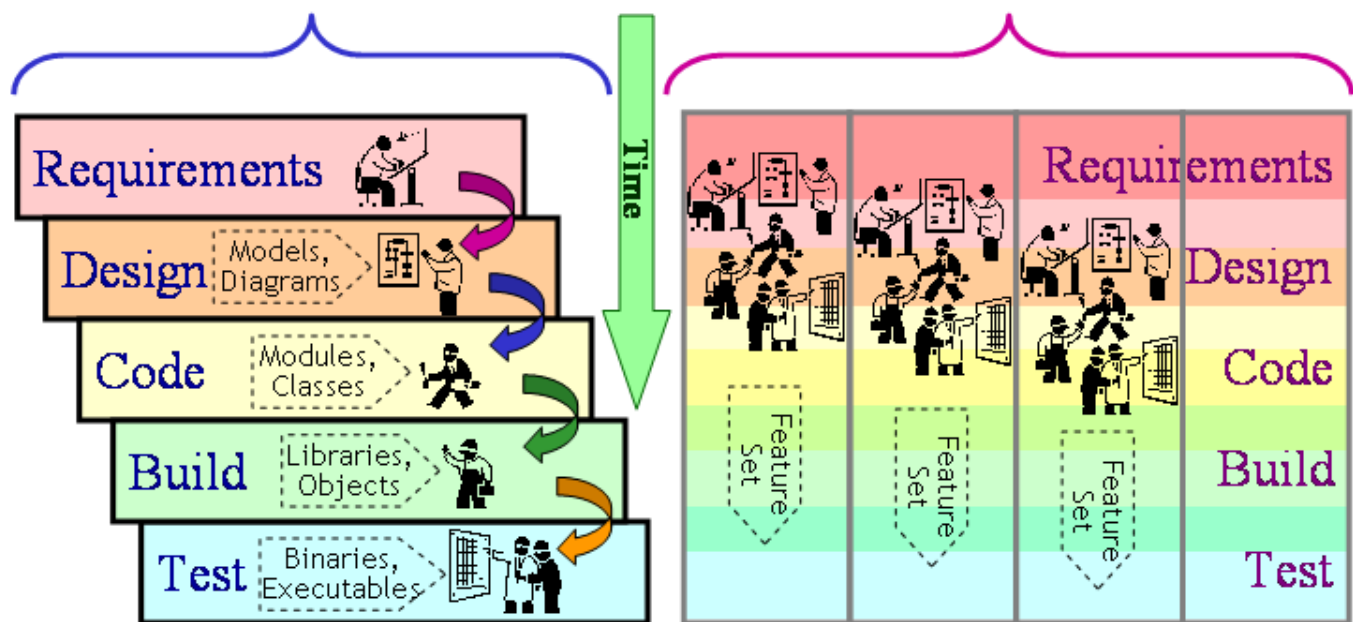 Requirements
Design
Models,
Diagrams
Code
Modules,
Classes
Build
Libraries,
Objects
Test
Binaries,
Executables
Time
Requirements
Design
Code
Build
Test
Feature
Set
Feature
Set
Feature
Set